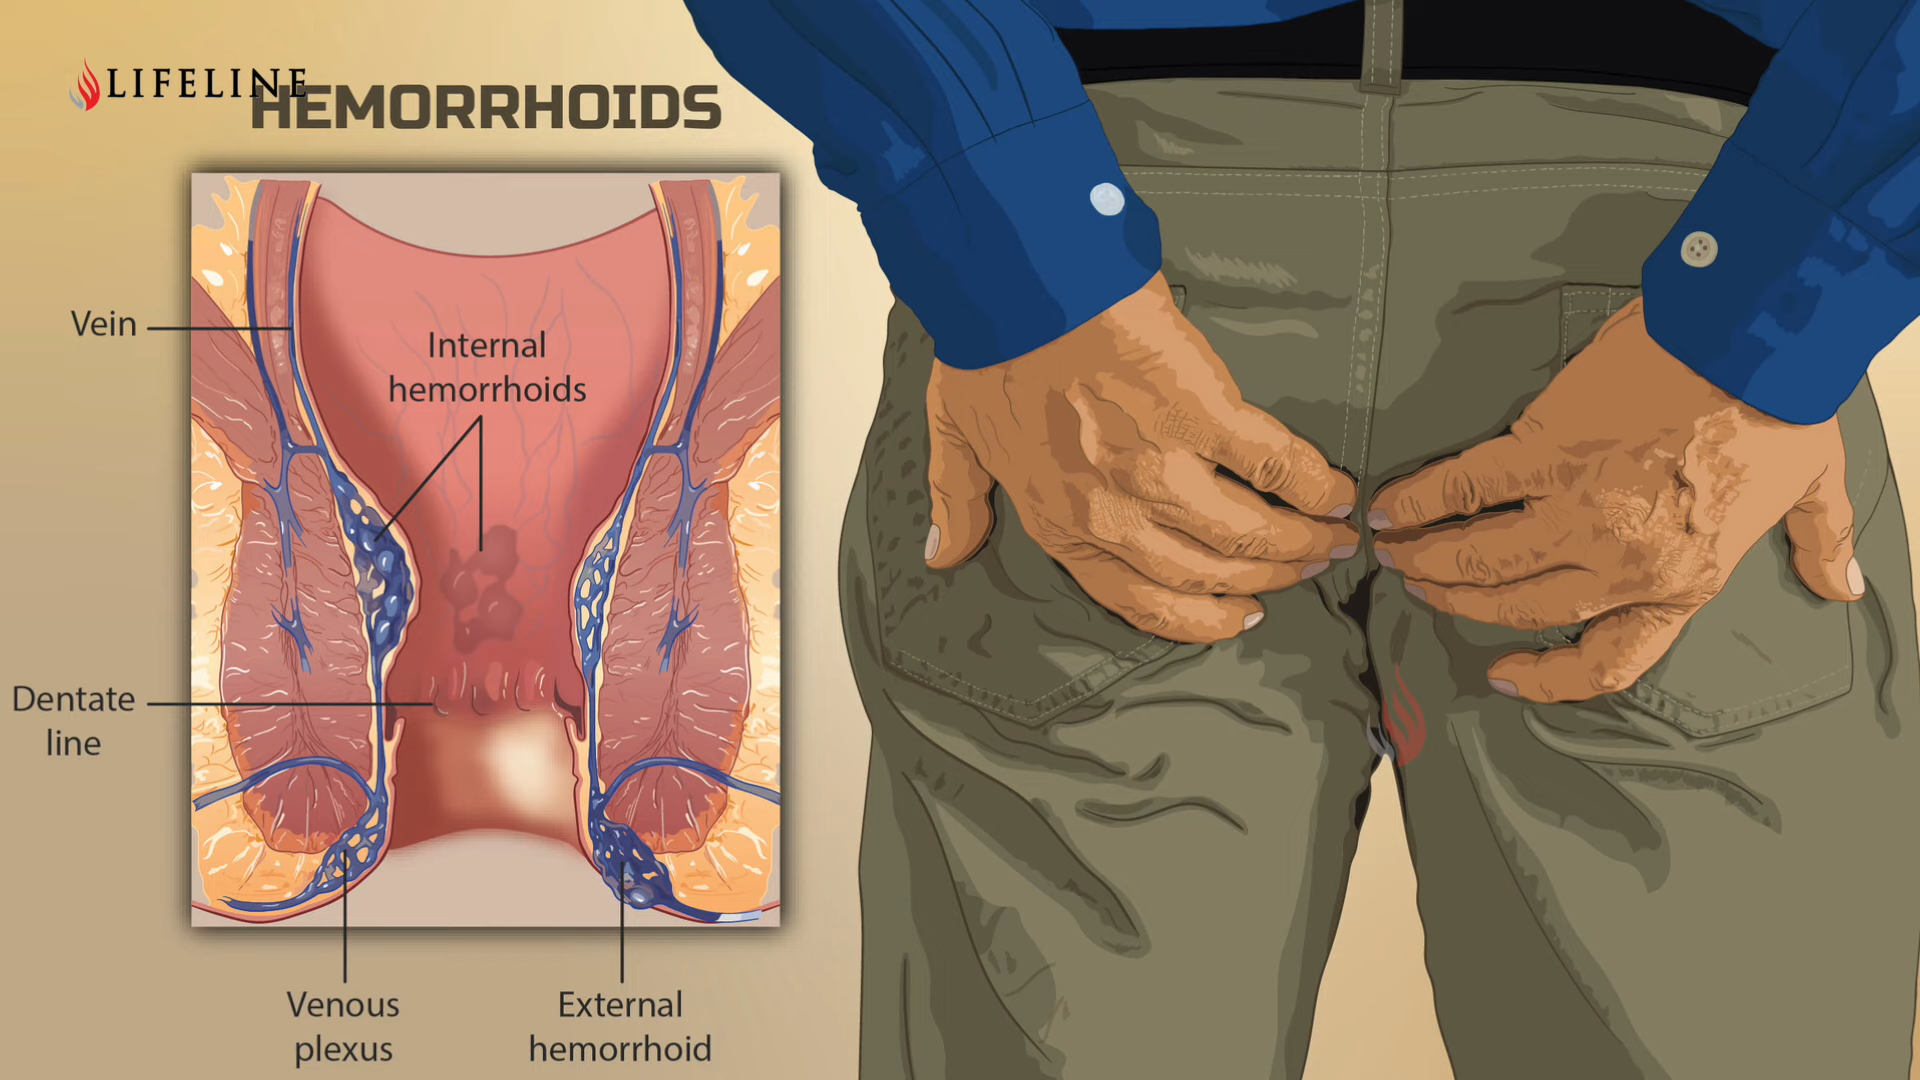 LIFELINE
HEMORRHOIDS
Vein
Internal
hemorrhoids
Dentate
line
Venous
plexus
External
hemorrhoid